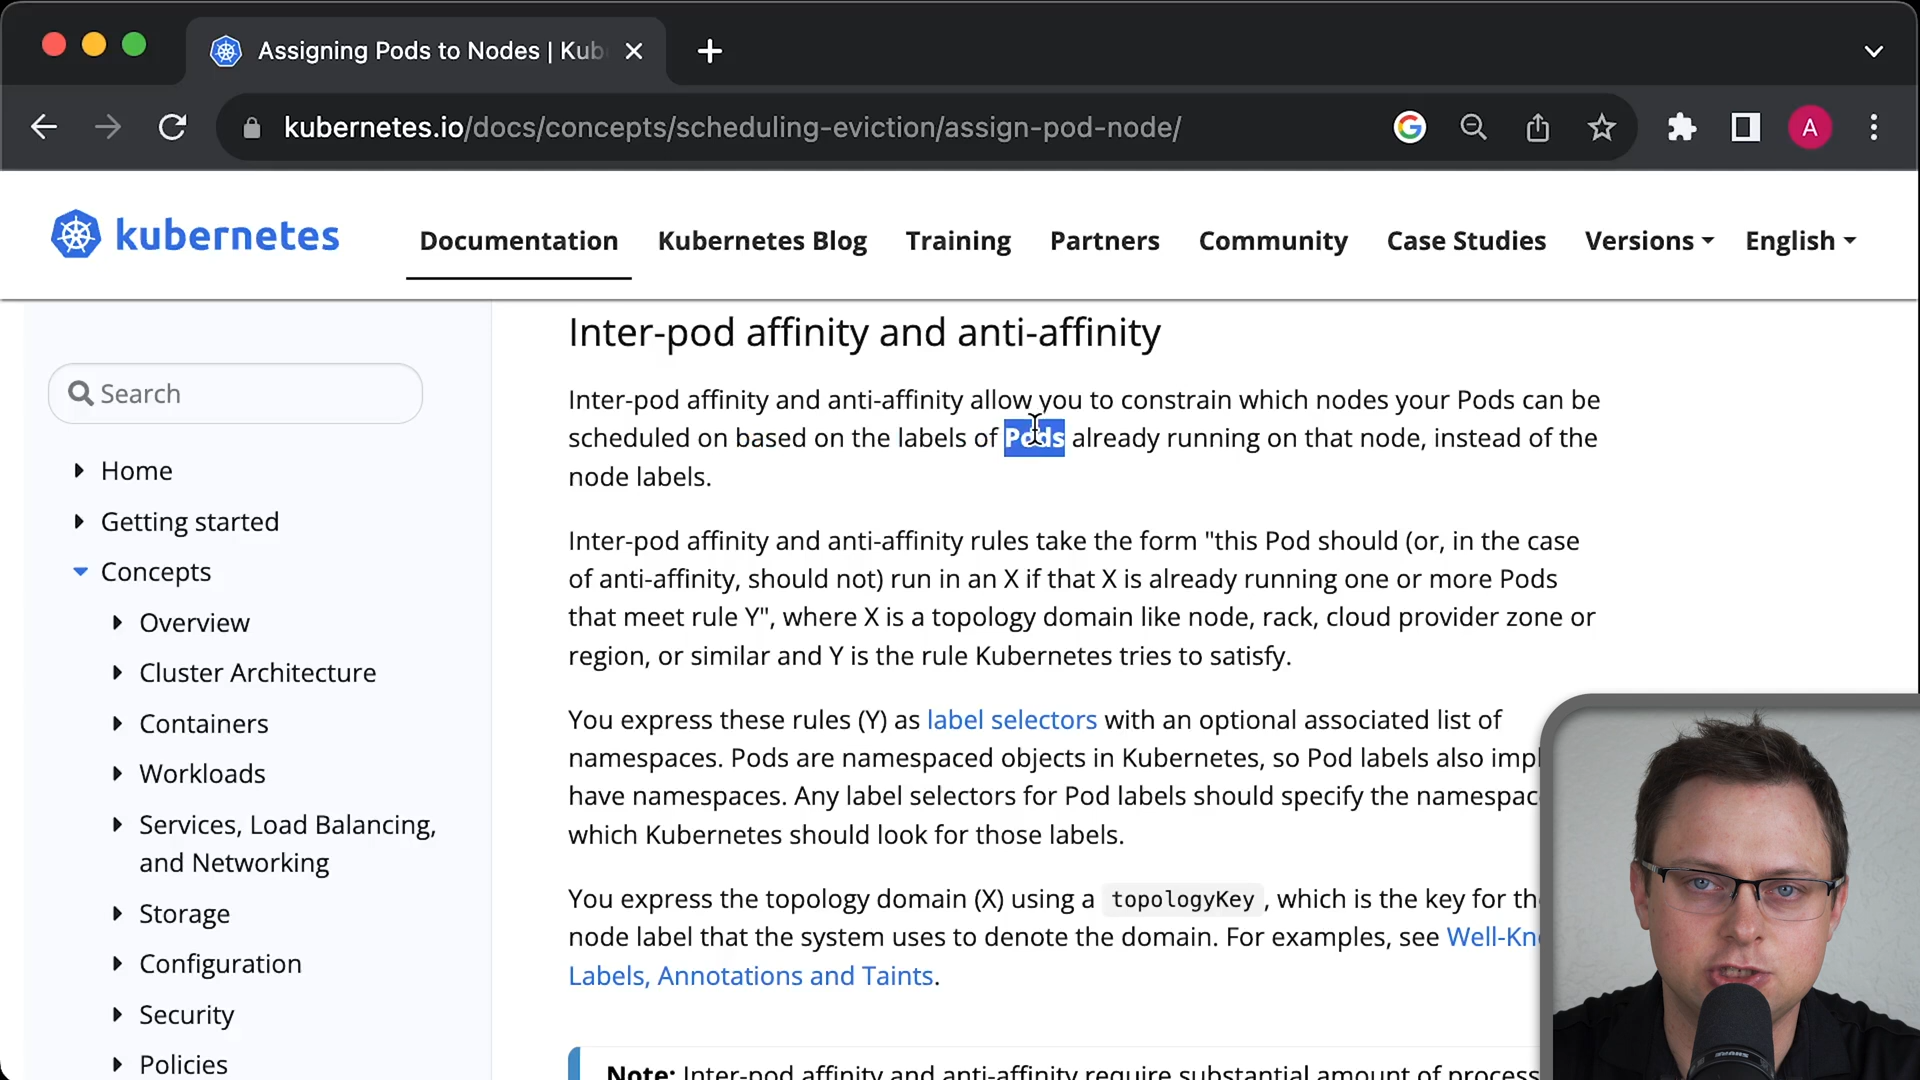 Assigning Pods to Nodes | Kub
kubernetes.io/docs/concepts/scheduling-eviction/assign-pod-node/
G
A
kubernetes
Documentation
Kubernetes Blog
Training
Partners
Community
Case Studies
Versions
English
Search
Home
Getting started
Concepts
Overview
Cluster Architecture
Containers
Workloads
Services, Load Balancing,
and Networking
Storage
Configuration
Security
Policies
Inter-pod affinity and anti-affinity
Inter-pod affinity and anti-affinity allow you to constrain which nodes your Pods can be
scheduled on based on the labels of Pods already running on that node, instead of the
node labels.
Inter-pod affinity and anti-affinity rules take the form "this Pod should (or, in the case
of anti-affinity, should not) run in an X if that X is already running one or more Pods
that meet rule Y", where X is a topology domain like node, rack, cloud provider zone or
region, or similar and Y is the rule Kubernetes tries to satisfy.
You express these rules (Y) as label selectors with an optional associated list of
namespaces. Pods are namespaced objects in Kubernetes, so Pod labels also impl
have namespaces. Any label selectors for Pod labels should specify the namespac
which Kubernetes should look for those labels.
You express the topology domain (X) using a topologyKey, which is the key for th
node label that the system uses to denote the domain. For examples, see Well-Kn
Labels, Annotations and Taints.
Note: Inter-pod affinity and anti-affinity require substantial amount of process